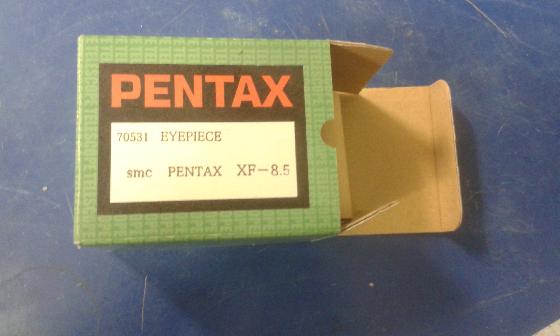 PENTAX
70531 EYEPIECE
smc PENTAX XF-8.5